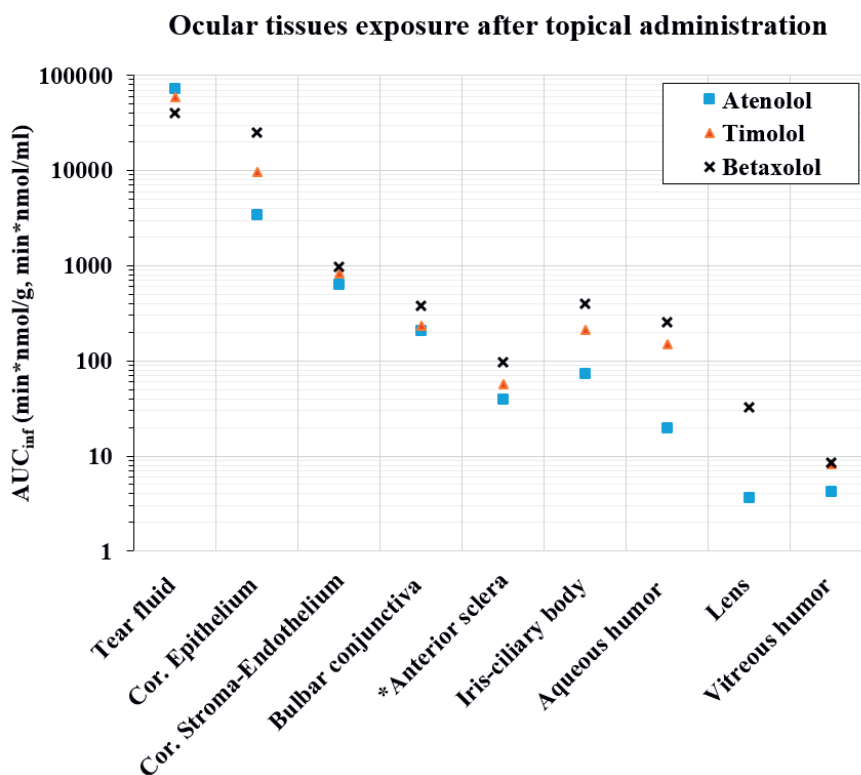 Ocular tissues exposure after topical administration
AUCinf (min*nmol/g, min*nmol/ml)
100000
10000
1000
100
10
1
Atenolol
Timolol
Betaxolol
Tear fluid
Cor. Epithelium
Cor. Stroma-Endothelium
Bulbar conjunctiva
*Anterior sclera
Iris-ciliary body
Aqueous humor
Lens
Vitreous humor